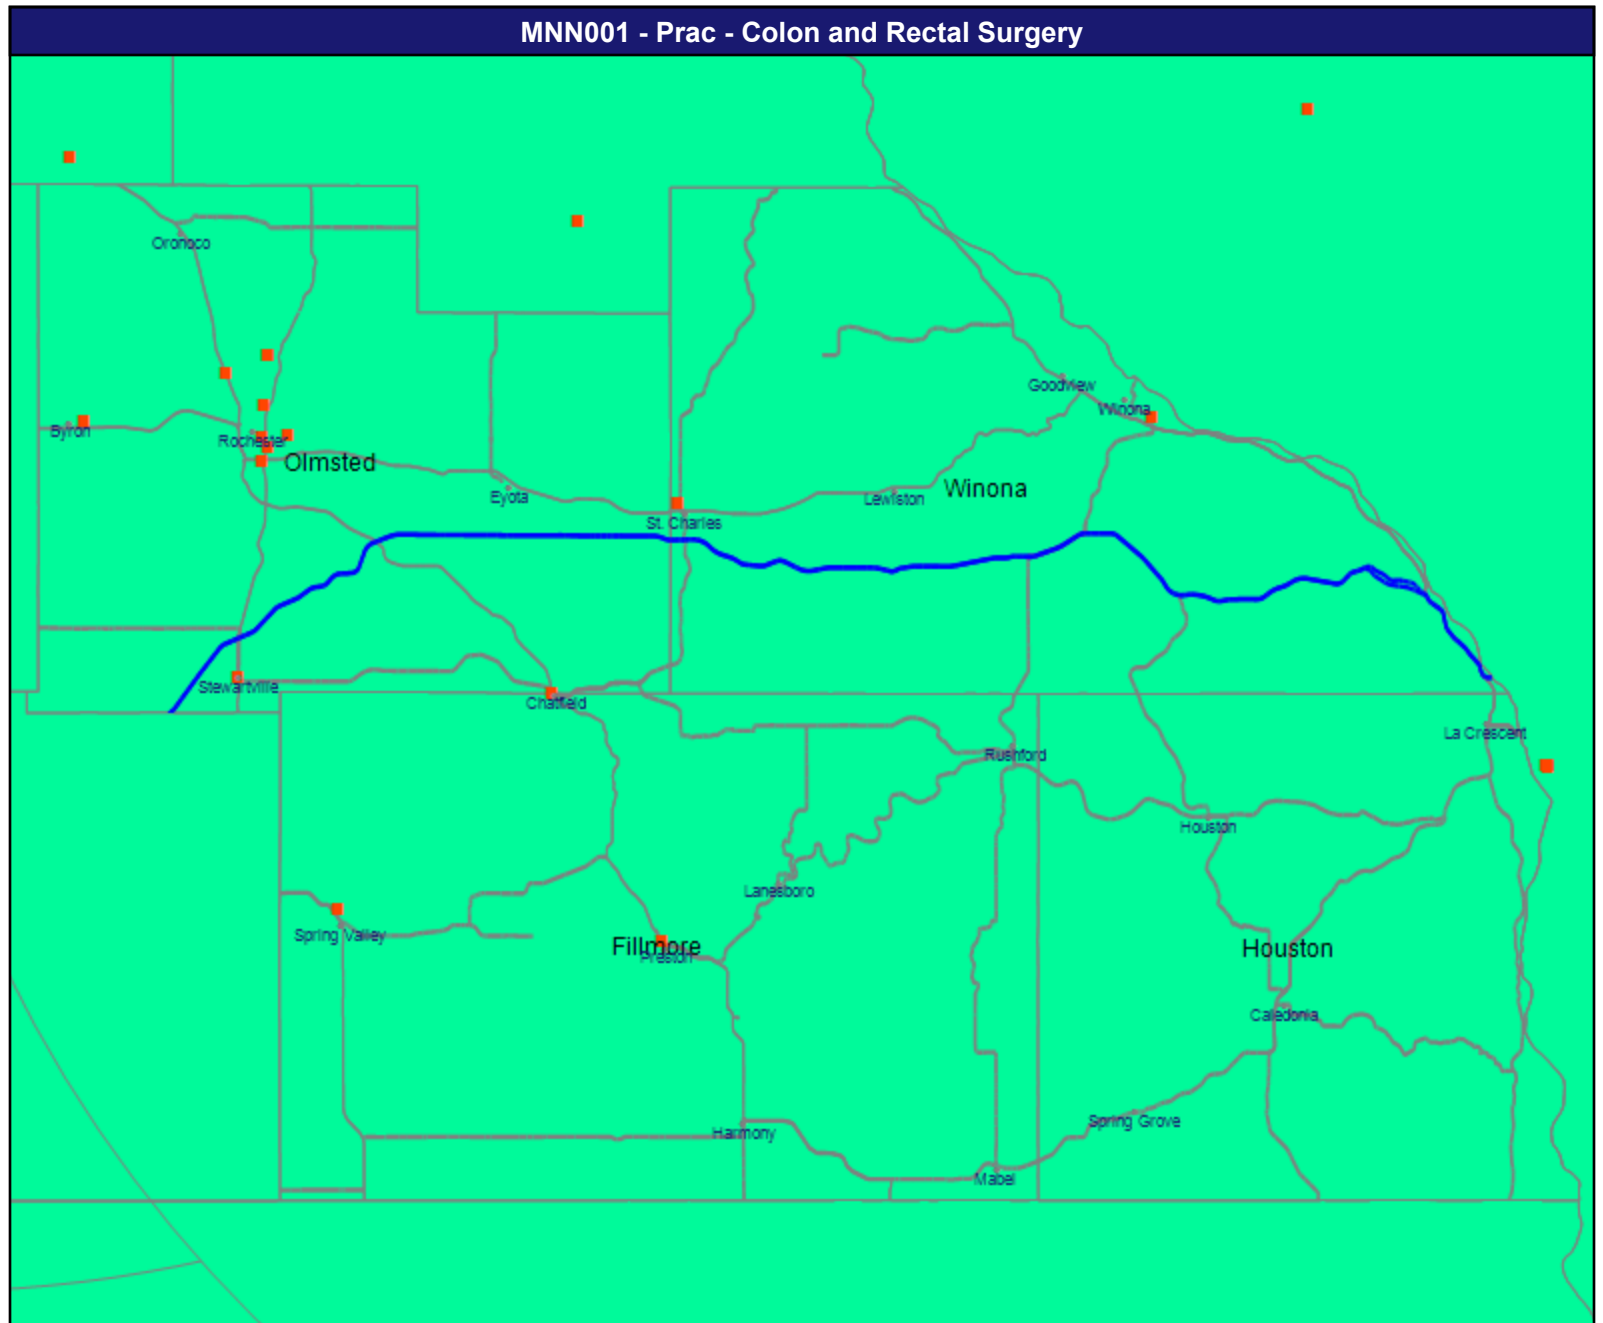 MNN001 - Prac - Colon and Rectal Surgery
Oronoco
Goodview
Winona
Byron
Rochester
Olmsted
Eyota
Lewiston
Winona
St. Charles
Stewartville
Chatfield
La Crescent
Rushford
Houston
Lanesboro
Spring Valley
Fillmore
Preston
Houston
Caledonia
Spring Grove
Harmony
Mabel